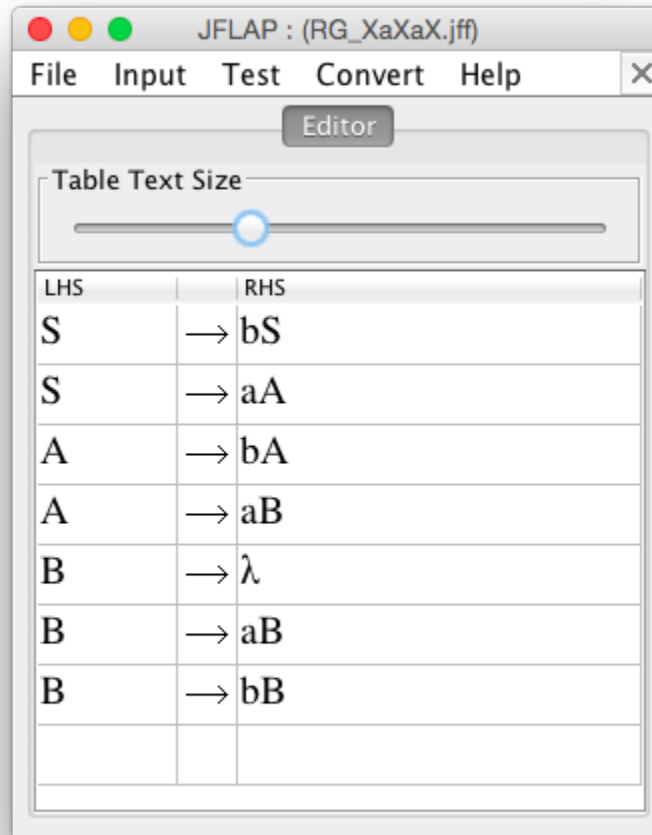 JFLAP : (RG_XaXaX.jff)
File Input Test Convert Help
Editor
Table Text Size
LHS RHS
S → bS
S → aA
A → bA
A → aB
B → λ
B → aB
B → bB